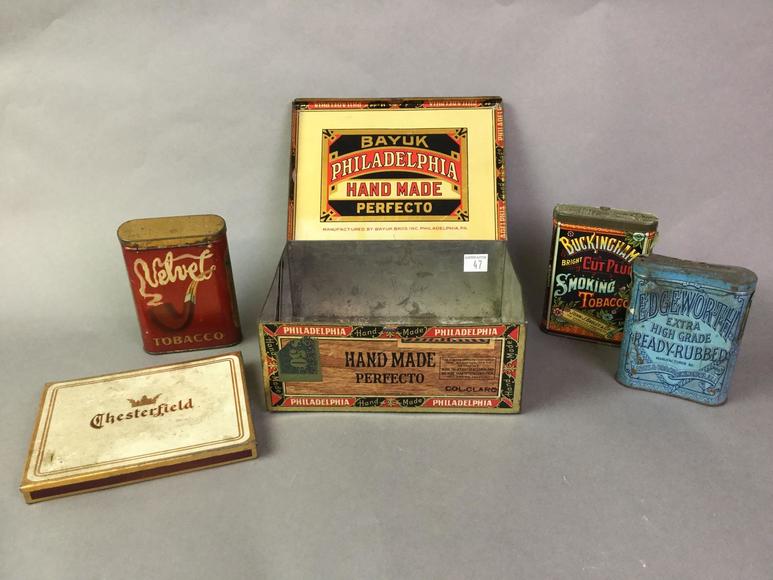 PHILADELPHIA
BAYUK
PHILADELPHIA
HAND MADE
PERFECTO
MANUFACTURED BY BAYUK BROS. INC. PHILADELPHIA, PA.
47
PHILADELPHIA Hand Made PHILADELPHIA
HAND MADE
PERFECTO
50
COL-CLARO
PHILADELPHIA Hand Made PHILADELPHIA
Velvet
TOBACCO
Chesterfield
BUCKINGHAM
BRIGHT CUT PLUG
SMOKING
TOBACCO
EDGEWORTH
EXTRA
HIGH GRADE
READY-RUBBED